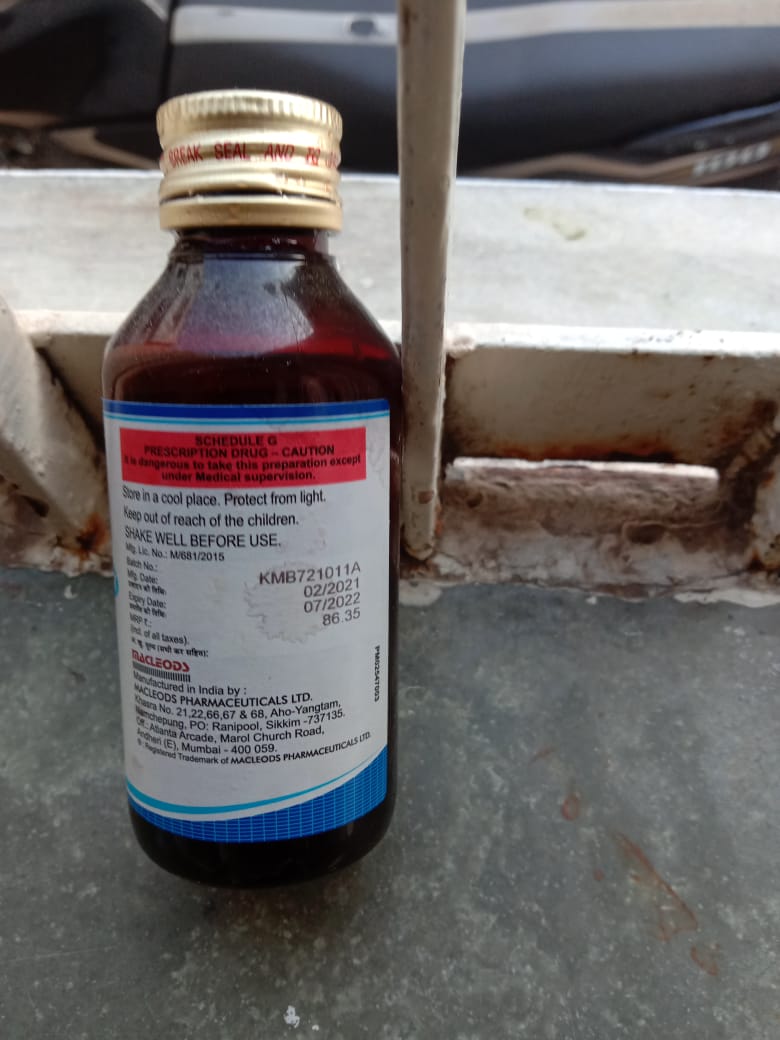 BREAK SEAL AND TO
SCHEDULE G
PRESCRIPTION DRUG – CAUTION
It is dangerous to take this preparation except
under Medical supervision.
Store in a cool place. Protect from light.
Keep out of reach of the children.
SHAKE WELL BEFORE USE.
Mfg. Lic. No.: M/681/2015
Batch No.: KMB721011A
Mfg. Date: 02/2021
Expiry Date: 07/2022
MRP ₹.: 86.35
(incl. of all taxes).
अ. खु. मूल्य (सभी कर सहित):
MACLEODS
Manufactured in India by :
MACLEODS PHARMACEUTICALS LTD.
Khasra No. 21,22,66,67 & 68, Aho-Yangtam,
Namchepung, PO: Ranipool, Sikkim -737135.
Off.: Atlanta Arcade, Marol Church Road,
Andheri (E), Mumbai - 400 059.
® : Registered Trademark of MACLEODS PHARMACEUTICALS LTD.
PM02547003